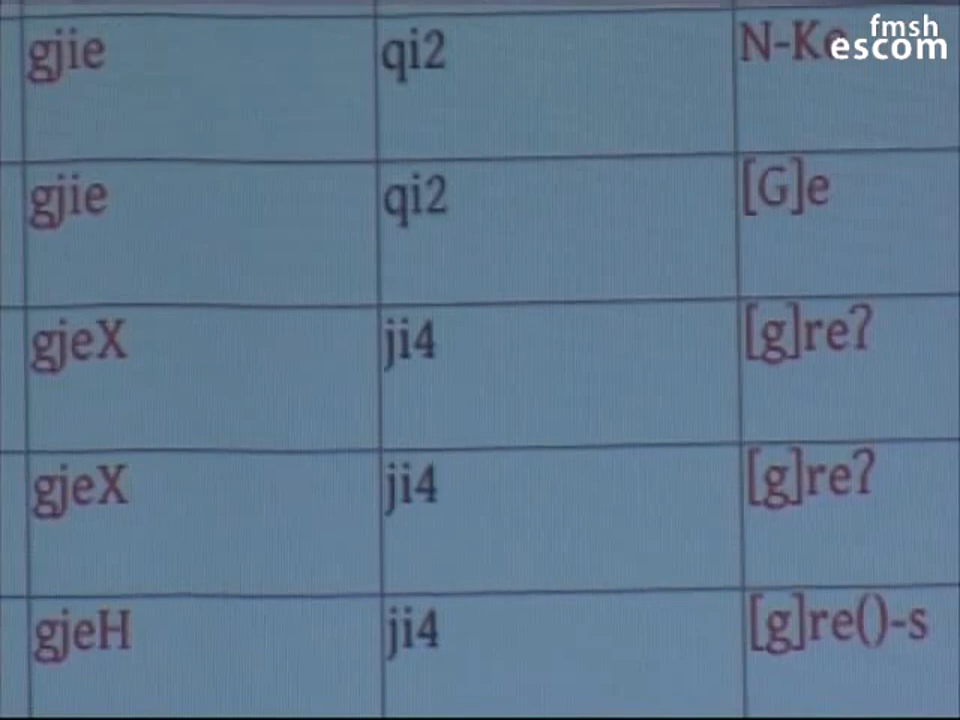 fmsh
escom
gjie qi2 N-Ke
gjie qi2 [G]e
gjeX ji4 [g]re?
gjeX ji4 [g]re?
gjeH ji4 [g]re()-s